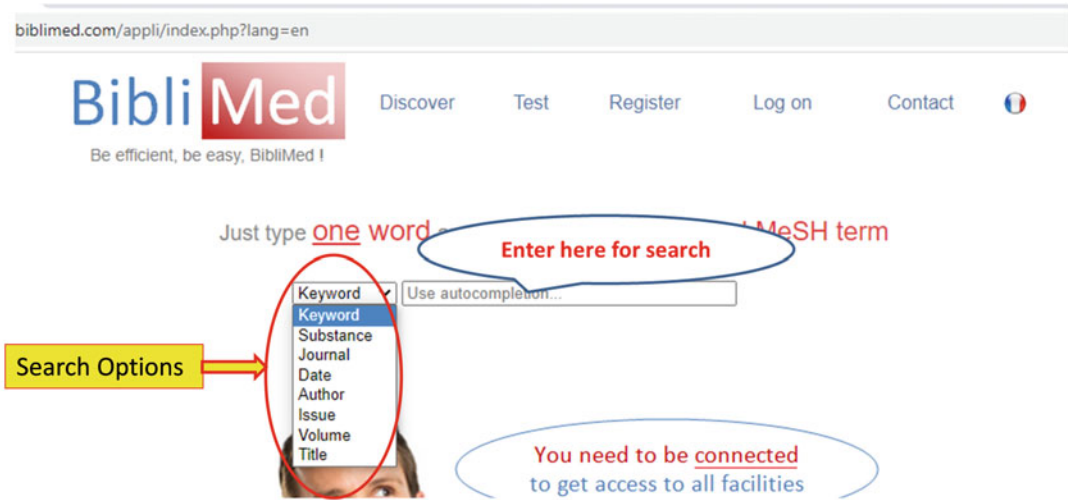 biblimed.com/appli/index.php?lang=en
BibliMed
Discover Test Register Log on Contact
Be efficient, be easy, BibliMed !
Just type one word MeSH term
Enter here for search
Keyword Use autocompletion...
Keyword
Substance
Journal
Search Options
Date
Author
Issue
Volume
Title
You need to be connected
to get access to all facilities